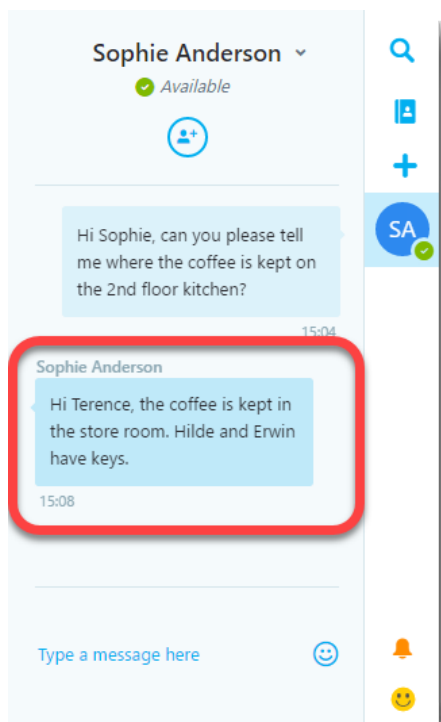 Sophie Anderson
Available
Hi Sophie, can you please tell
me where the coffee is kept on
the 2nd floor kitchen?
15:04
Sophie Anderson
Hi Terence, the coffee is kept in
the store room. Hilde and Erwin
have keys.
15:08
Type a message here
SA